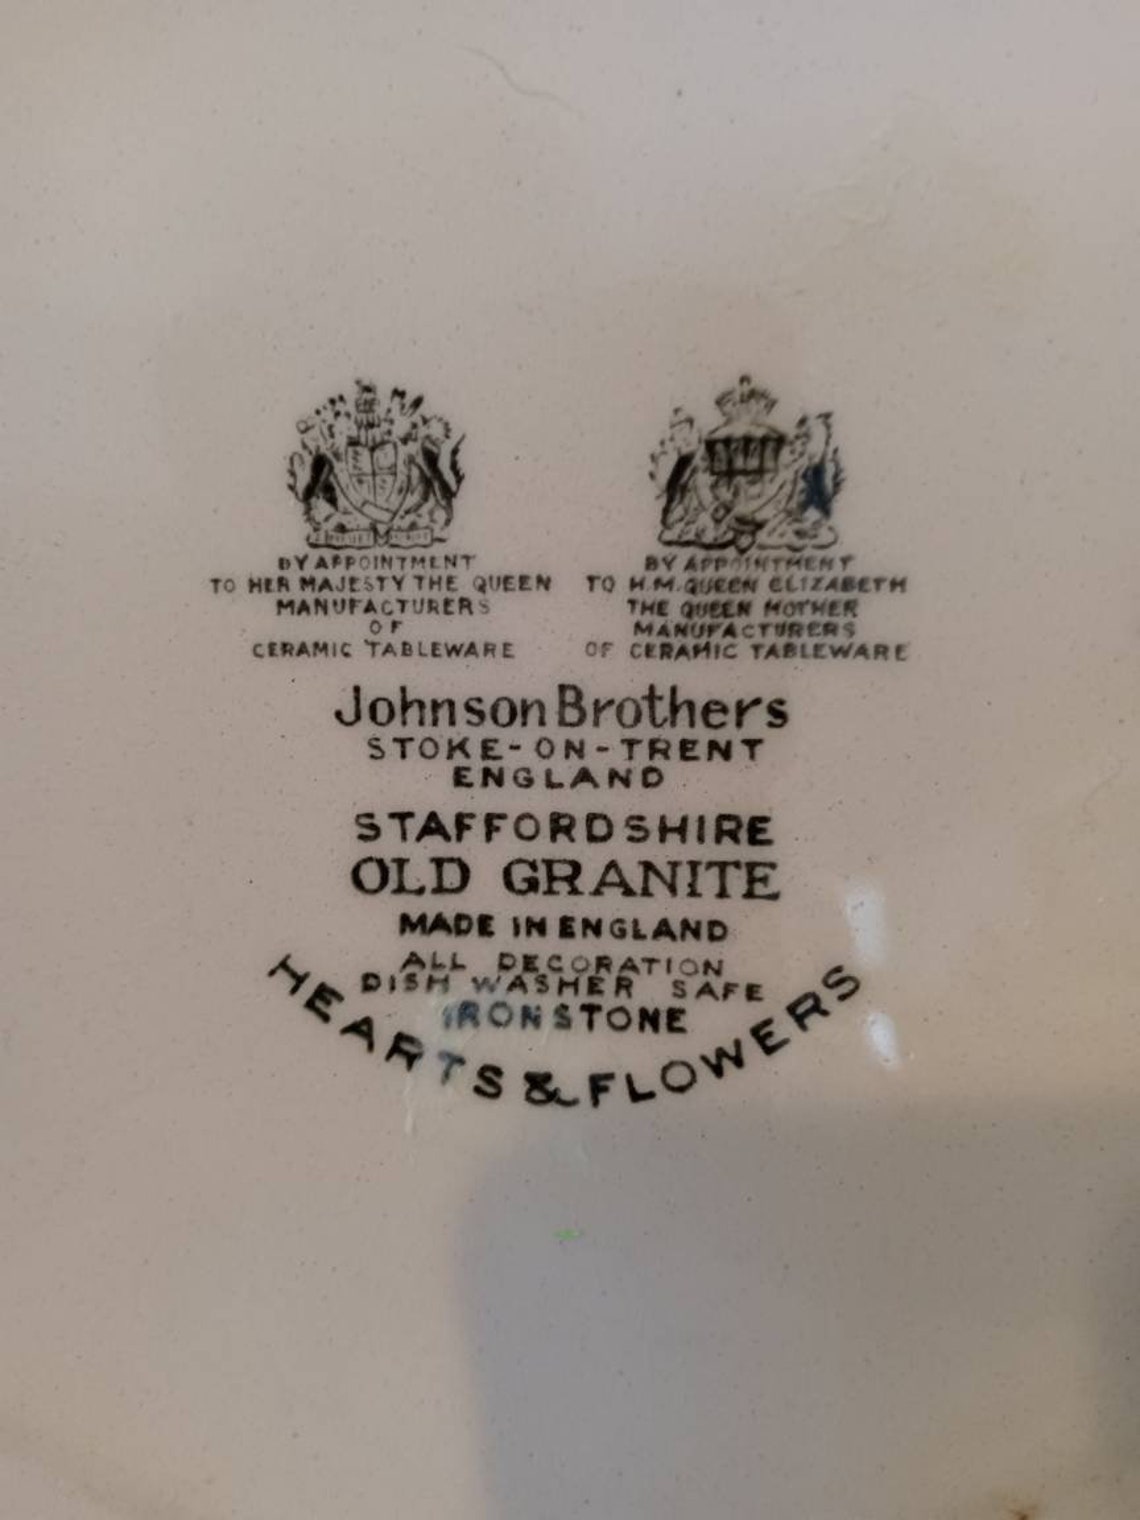 BY APPOINTMENT
TO HER MAJESTY THE QUEEN
MANUFACTURERS
OF
CERAMIC TABLEWARE
BY APPOINTMENT
TO H.M. QUEEN ELIZABETH
THE QUEEN MOTHER
MANUFACTURERS
OF CERAMIC TABLEWARE
Johnson Brothers
STOKE-ON-TRENT
ENGLAND
STAFFORDSHIRE
OLD GRANITE
MADE IN ENGLAND
ALL DECORATION
DISH WASHER SAFE
IRONSTONE
HEARTS & FLOWERS